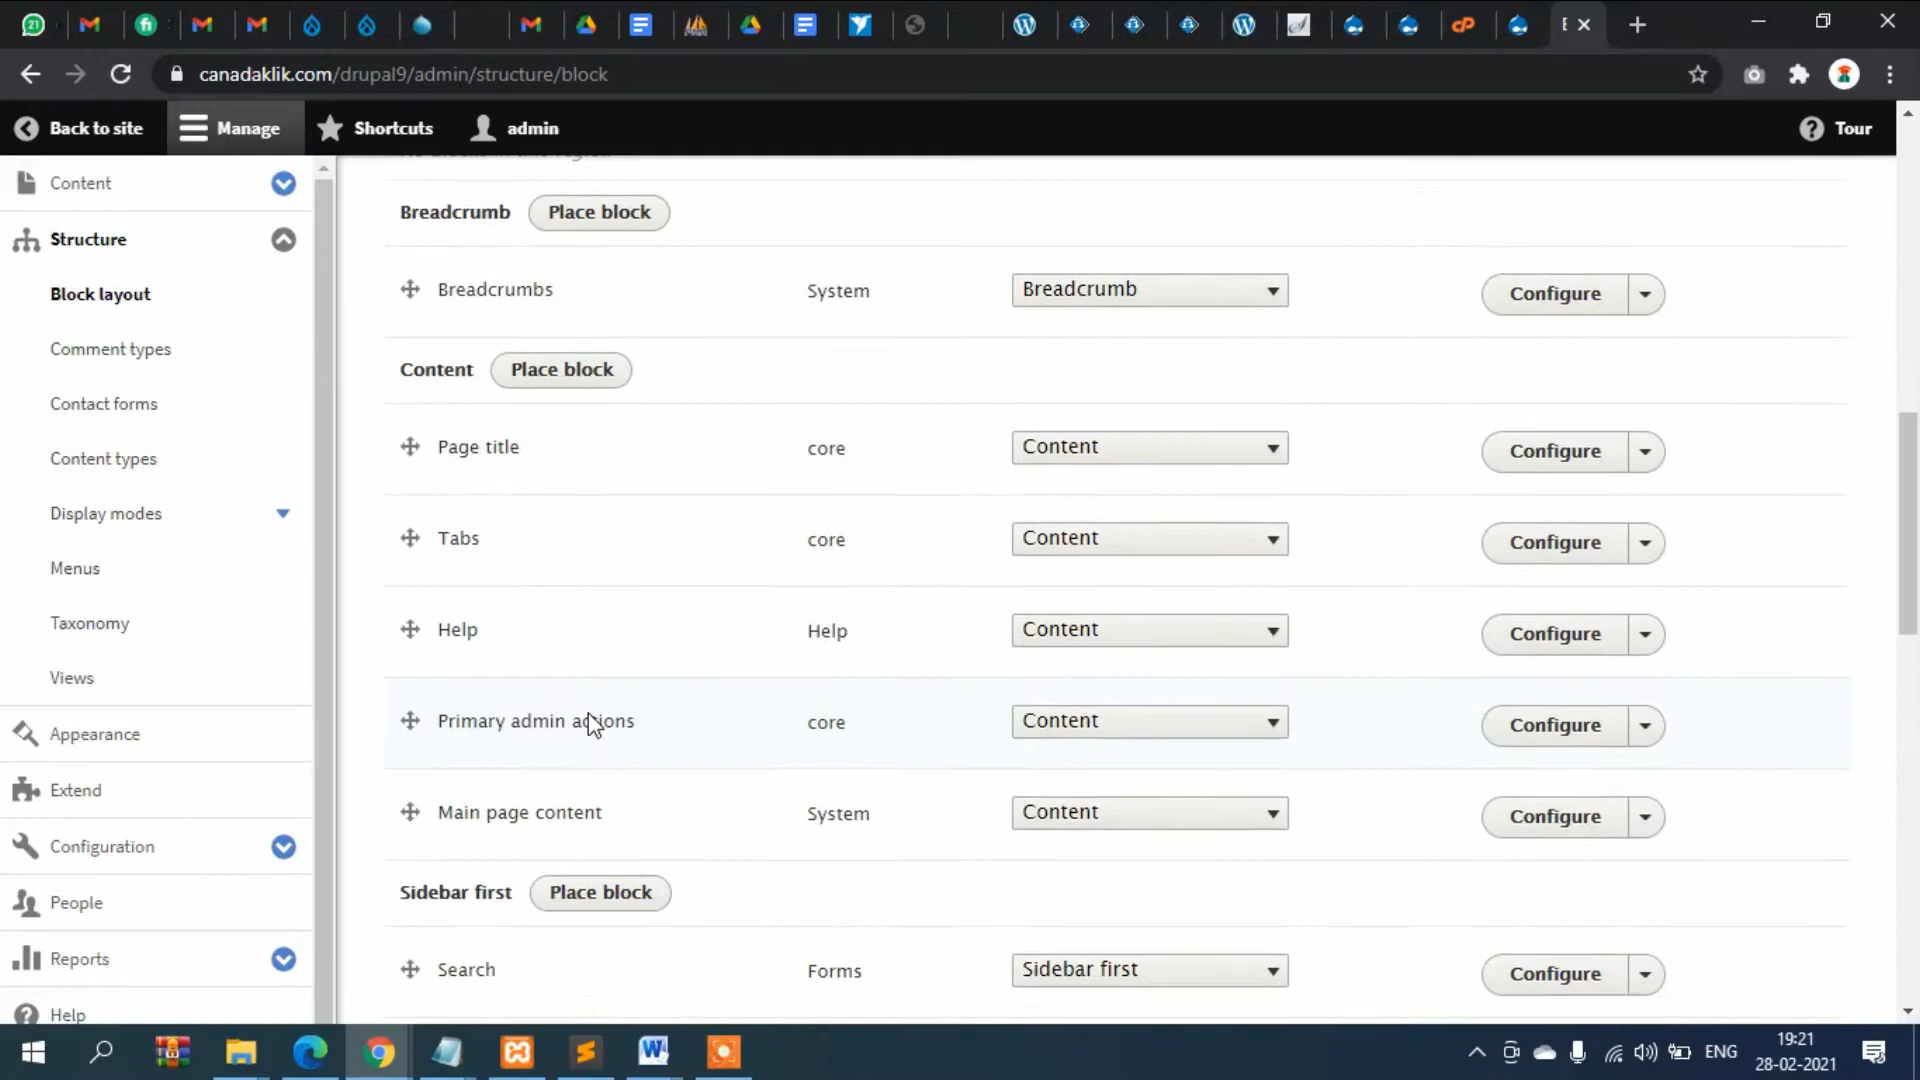 21
canadaklik.com/drupal9/admin/structure/block
Back to site
Manage
Shortcuts
admin
Tour
Content
Structure
Block layout
Comment types
Contact forms
Content types
Display modes
Menus
Taxonomy
Views
Appearance
Extend
Configuration
People
Reports
Help
Breadcrumb Place block
Breadcrumbs System Breadcrumb Configure
Content Place block
Page title core Content Configure
Tabs core Content Configure
Help Help Content Configure
Primary admin actions core Content Configure
Main page content System Content Configure
Sidebar first Place block
Search Forms Sidebar first Configure
ENG
19:21
28-02-2021